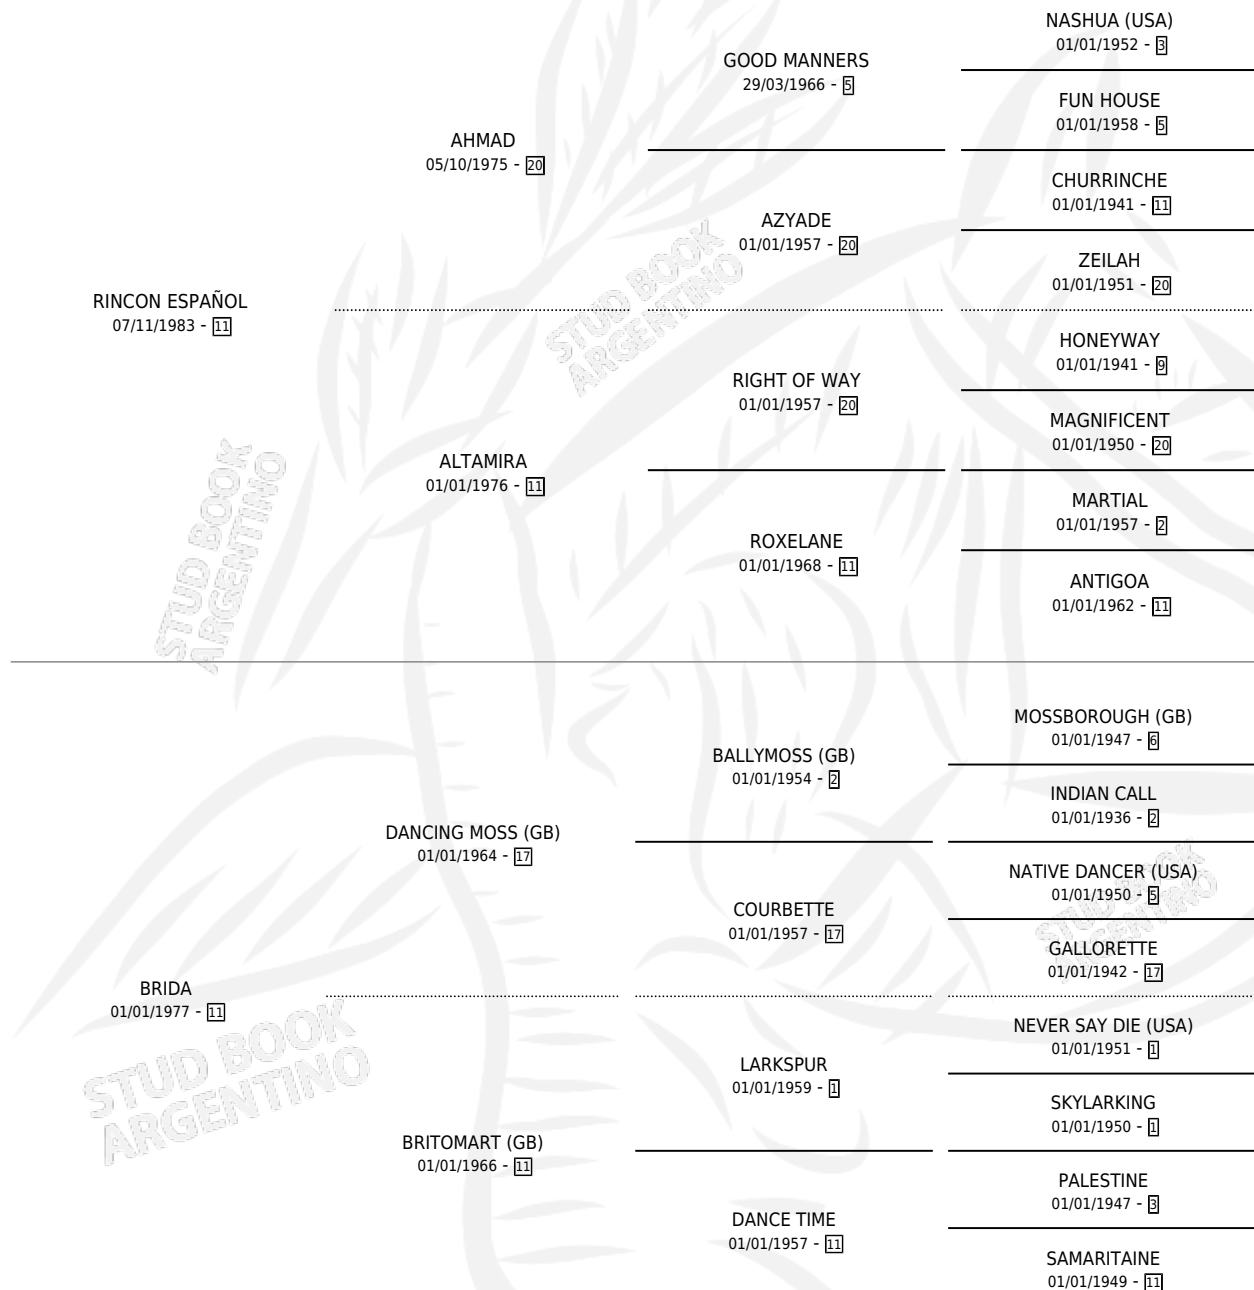 NASHUA (USA)
01/01/1952 - 3
GOOD MANNERS
29/03/1966 - 5
FUN HOUSE
01/01/1958 - 5
AHMAD
05/10/1975 - 20
CHURRINCHE
01/01/1941 - 11
AZYADE
01/01/1957 - 20
ZEILAH
01/01/1951 - 20
RINCON ESPAÑOL
07/11/1983 - 11
HONEYWAY
01/01/1941 - 9
RIGHT OF WAY
01/01/1957 - 20
MAGNIFICENT
01/01/1950 - 20
ALTAMIRA
01/01/1976 - 11
MARTIAL
01/01/1957 - 2
ROXELANE
01/01/1968 - 11
ANTIGOA
01/01/1962 - 11
MOSSBOROUGH (GB)
01/01/1947 - 6
BALLYMOSS (GB)
01/01/1954 - 2
INDIAN CALL
01/01/1936 - 2
DANCING MOSS (GB)
01/01/1964 - 17
NATIVE DANCER (USA)
01/01/1950 - 5
COURBETTE
01/01/1957 - 17
GALLORETTE
01/01/1942 - 17
BRIDA
01/01/1977 - 11
NEVER SAY DIE (USA)
01/01/1951 - 1
LARKSPUR
01/01/1959 - 1
SKYLARKING
01/01/1950 - 1
BRITOMART (GB)
01/01/1966 - 11
PALESTINE
01/01/1947 - 3
DANCE TIME
01/01/1957 - 11
SAMARITAINE
01/01/1949 - 11
STUD BOOK
ARGENTINO
STUD BOOK
ARGENTINO
STUD BOOK
ARGENTINO
STUD BOOK
ARGENTINO